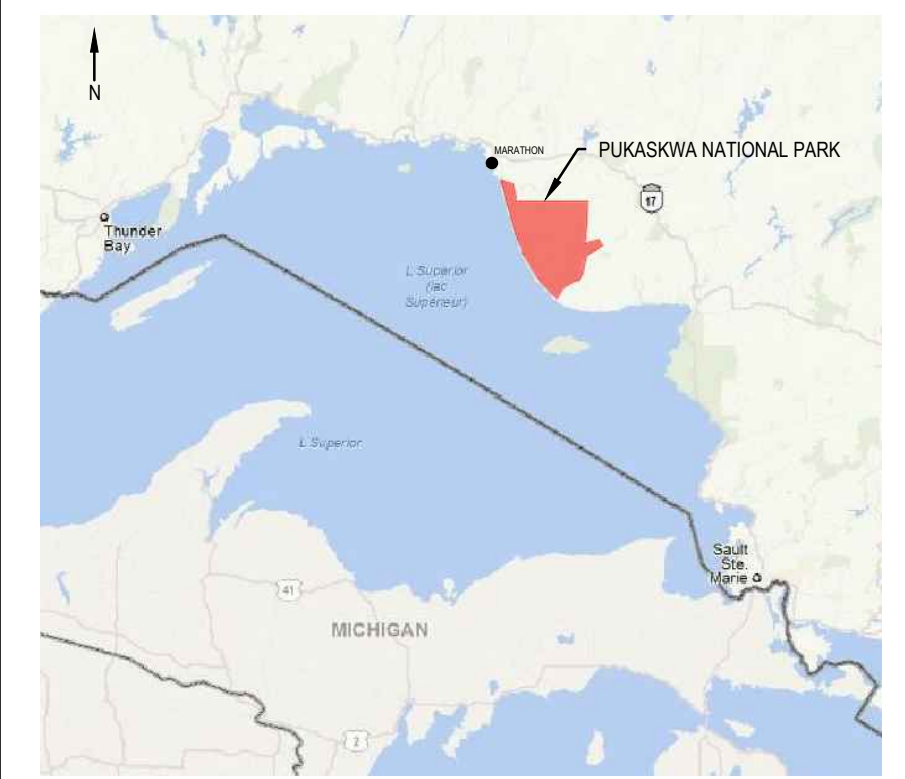 N
MARATHON
PUKASKWA NATIONAL PARK
17
Thunder
Bay
L Superior
(lac
Supérieur)
L Superior
Sault
Ste.
Marie
41
MICHIGAN
2